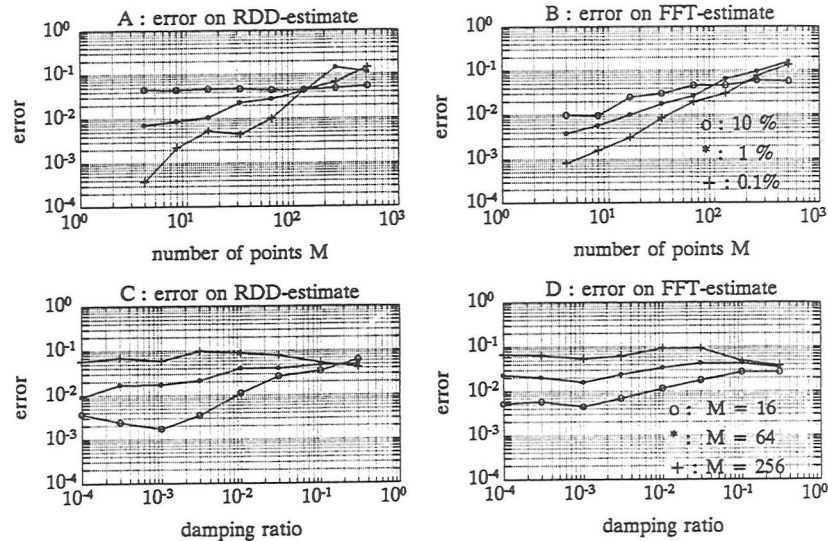 A : error on RDD-estimate
10⁰
10⁻¹
10⁻²
10⁻³
10⁻⁴
error
10⁰
10¹
10²
10³
number of points M
B : error on FFT-estimate
10⁰
10⁻¹
10⁻²
10⁻³
10⁻⁴
error
o : 10 %
* : 1 %
+ : 0.1%
10⁰
10¹
10²
10³
number of points M
C : error on RDD-estimate
10⁰
10⁻¹
10⁻²
10⁻³
10⁻⁴
error
10⁻⁴
10⁻³
10⁻²
10⁻¹
10⁰
damping ratio
D : error on FFT-estimate
10⁰
10⁻¹
10⁻²
10⁻³
10⁻⁴
error
o : M = 16
* : M = 64
+ : M = 256
10⁻⁴
10⁻³
10⁻²
10⁻¹
10⁰
damping ratio